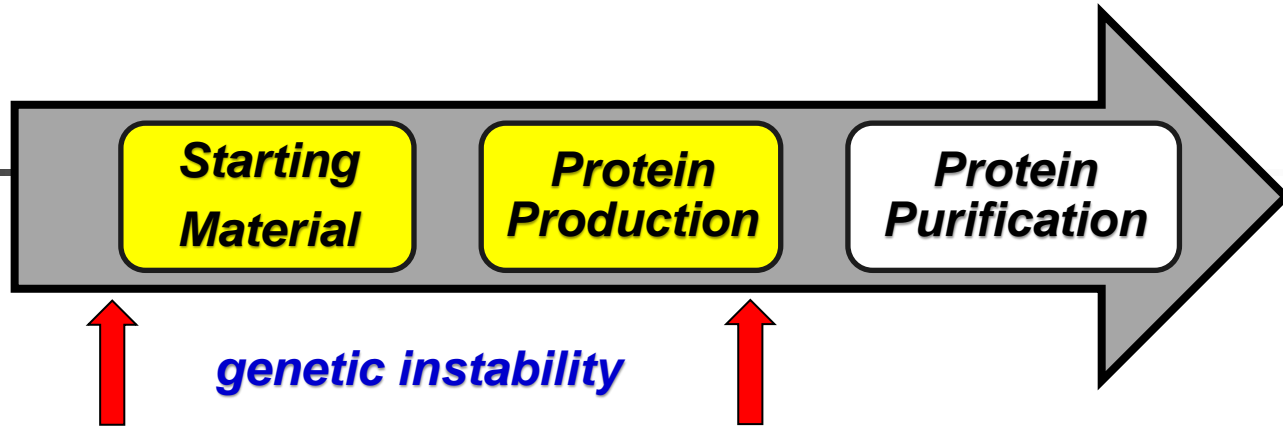 Starting
Material
Protein
Production
Protein
Purification
genetic instability